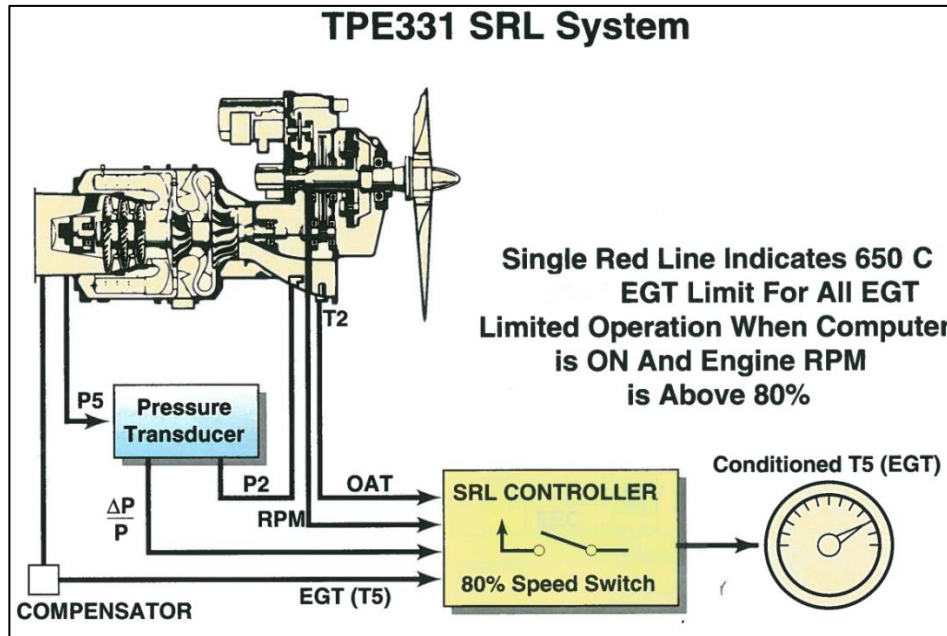 TPE331 SRL System
T2
Single Red Line Indicates 650 C
EGT Limit For All EGT
Limited Operation When Computer
is ON And Engine RPM
is Above 80%
P5
Pressure
Transducer
P2
ΔP
P
OAT
RPM
SRL CONTROLLER
80% Speed Switch
EGT (T5)
COMPENSATOR
Conditioned T5 (EGT)